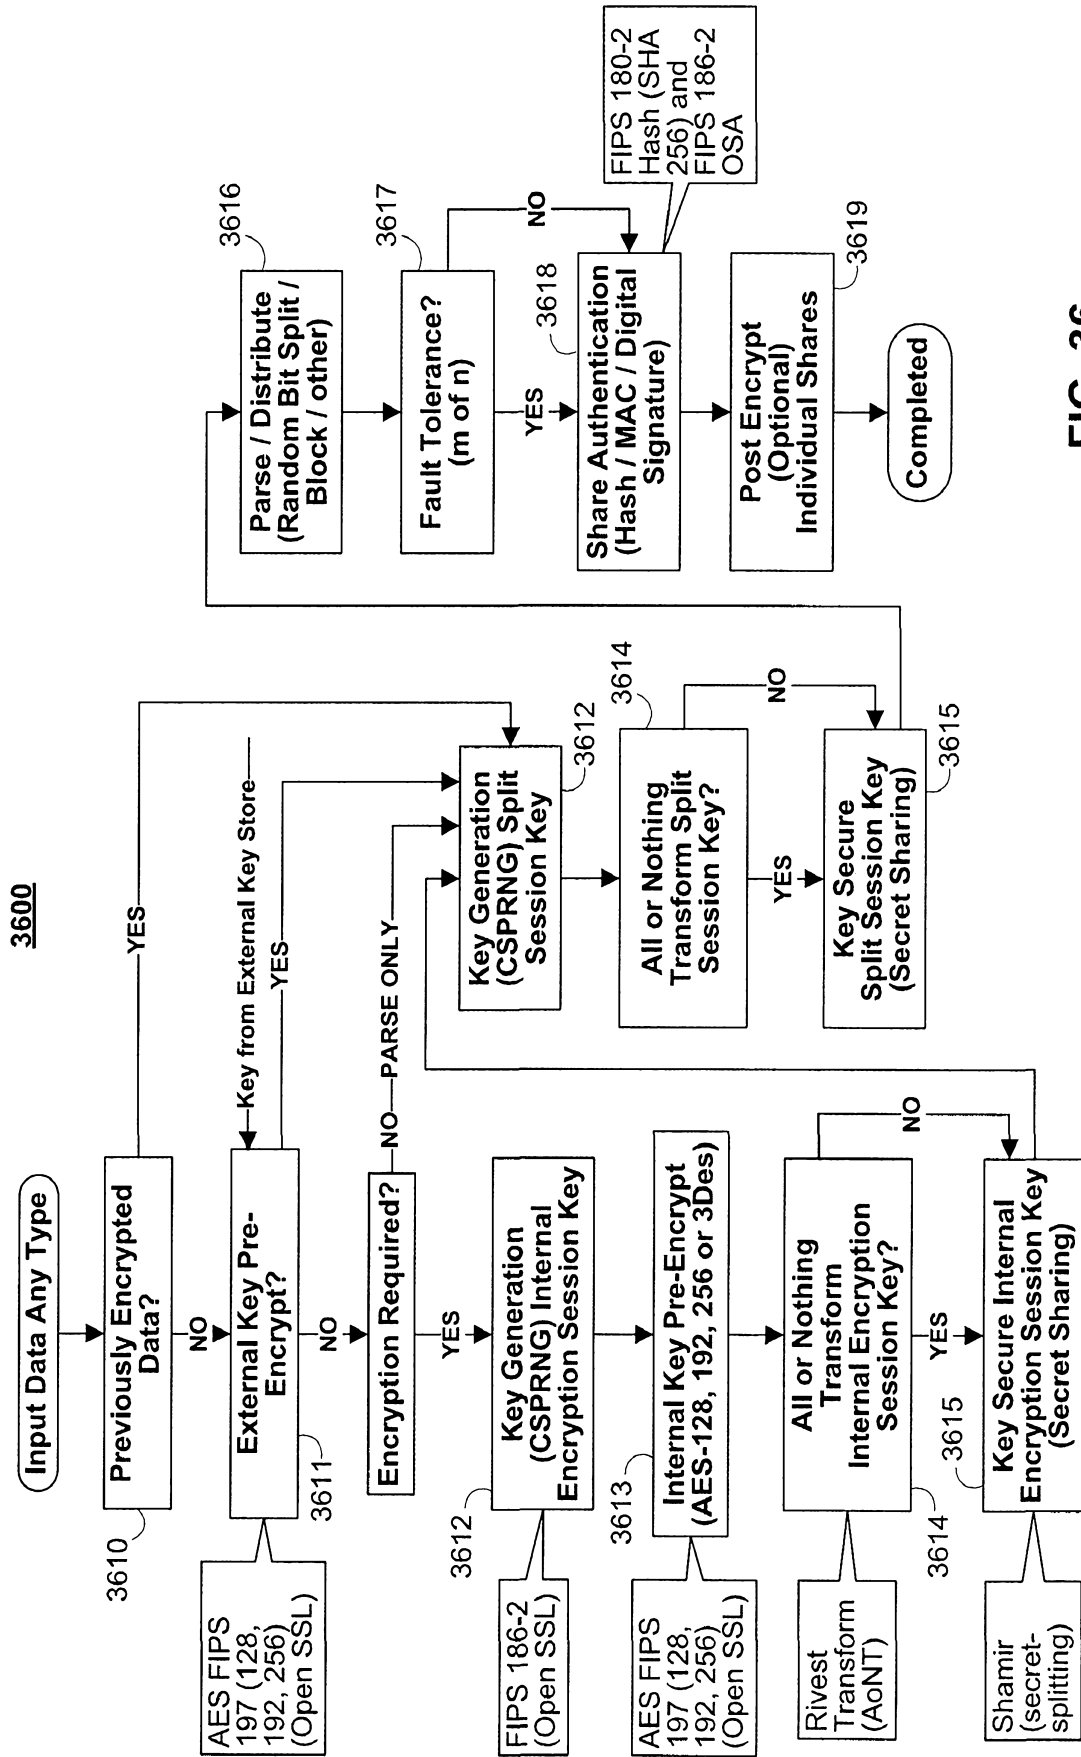 3600
Input Data Any Type
Previously Encrypted
Data?
3610
YES
NO
External Key Pre-
Encrypt?
3611
Key from External Key Store
YES
NO
AES FIPS
197 (128,
192, 256)
(Open SSL)
Encryption Required?
NO
PARSE ONLY
YES
Key Generation
(CSPRNG) Internal
Encryption Session Key
3612
FIPS 186-2
(Open SSL)
Internal Key Pre-Encrypt
(AES-128, 192, 256 or 3Des)
3613
AES FIPS
197 (128,
192, 256)
(Open SSL)
All or Nothing
Transform
Internal Encryption
Session Key?
3614
NO
YES
Rivest
Transform
(AoNT)
Key Secure Internal
Encryption Session Key
(Secret Sharing)
3615
Shamir
(secret-
splitting)
Key Generation
(CSPRNG) Split
Session Key
3612
All or Nothing
Transform Split
Session Key?
3614
NO
YES
Key Secure
Split Session Key
(Secret Sharing)
3615
Parse / Distribute
(Random Bit Split /
Block / other)
3616
Fault Tolerance?
(m of n)
3617
NO
YES
Share Authentication
(Hash / MAC / Digital
Signature)
3618
FIPS 180-2
Hash (SHA
256) and
FIPS 186-2
OSA
Post Encrypt
(Optional)
Individual Shares
3619
Completed